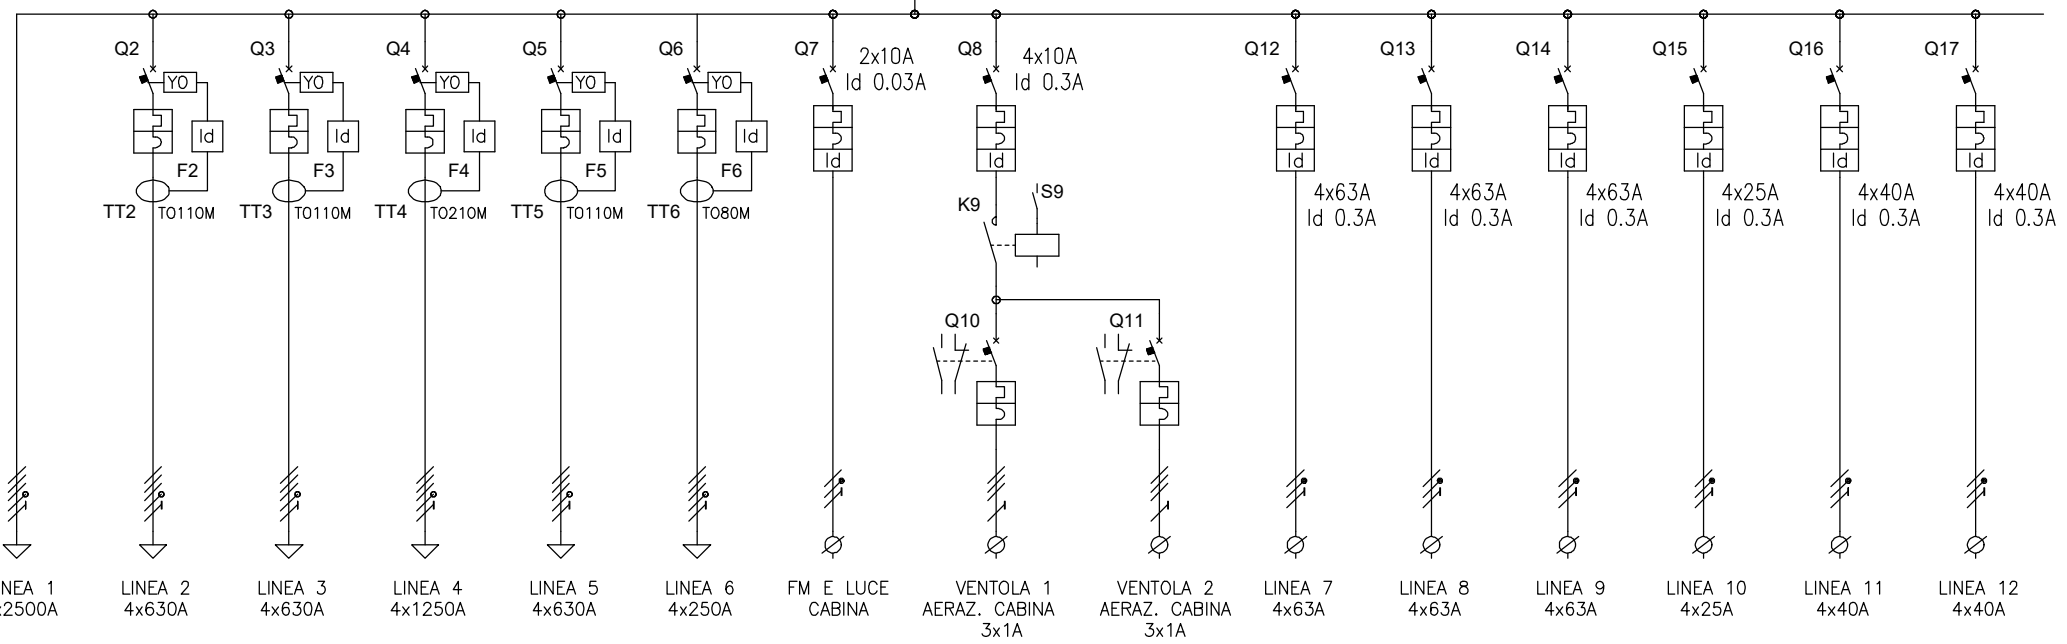 Q2 Q3 Q4 Q5 Q6 Q7 Q8 Q12 Q13 Q14 Q15 Q16 Q17
2x10A 4x10A
Id 0.03A Id 0.3A
YO YO YO YO YO
Id Id Id Id Id
Id Id Id Id Id Id Id Id
F2 F3 F4 F5 F6
TT2 TO110M TT3 TO110M TT4 TO210M TT5 TO110M TT6 TO80M
K9 S9
4x63A 4x63A 4x63A 4x25A 4x40A 4x40A
Id 0.3A Id 0.3A Id 0.3A Id 0.3A Id 0.3A Id 0.3A
Q10 Q11
NEA 1 LINEA 2 LINEA 3 LINEA 4 LINEA 5 LINEA 6 FM E LUCE VENTOLA 1 VENTOLA 2 LINEA 7 LINEA 8 LINEA 9 LINEA 10 LINEA 11 LINEA 12
x2500A 4x630A 4x630A 4x1250A 4x630A 4x250A CABINA AERAZ. CABINA AERAZ. CABINA 4x63A 4x63A 4x63A 4x25A 4x40A 4x40A
3x1A 3x1A